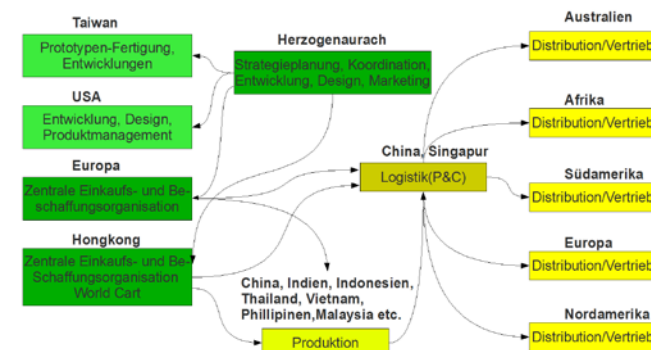 Taiwan
Prototypen-Fertigung,
Entwicklungen
USA
Entwicklung, Design,
Produktmanagement
Europa
Zentrale Einkaufs- und Be-
schaffungsorganisation
Hongkong
Zentrale Einkaufs- und Be-
Schaffungsorganisation
World Cart
Herzogenaurach
Strategieplanung, Koordination,
Entwicklung, Design, Marketing
China, Singapur
Logistik(P&C)
China, Indien, Indonesien,
Thailand, Vietnam,
Phillipinen,Malaysia etc.
Produktion
Australien
Distribution/Vertrieb
Afrika
Distribution/Vertrieb
Südamerika
Distribution/Vertrieb
Europa
Distribution/Vertrieb
Nordamerika
Distribution/Vertrieb